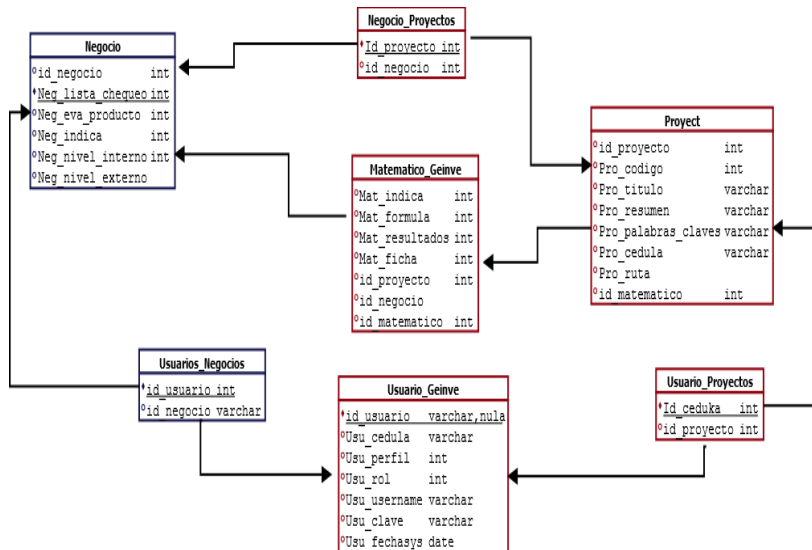 Negocio_Proyectos
Id_proyecto int
id_negocio int
Negocio
id_negocio int
Neg_lista_chequeo int
Neg_eva_producto int
Neg_indica int
Neg_nivel_interno int
Neg_nivel_externo
Proyect
id_proyecto int
Pro_codigo int
Pro_titulo varchar
Pro_resumen varchar
Pro_palabras_claves varchar
Pro_cedula varchar
Pro_ruta
id_matematico int
Matematico_Geinve
Mat_indica int
Mat_formula int
Mat_resultados int
Mat_ficha int
id_proyecto int
id_negocio
id_matematico int
Usuarios_Negocios
id_usuario int
id_negocio varchar
Usuario_Geinve
id_usuario varchar,nula
Usu_cedula varchar
Usu_perfil int
Usu_rol int
Usu_username varchar
Usu_clave varchar
Usu_fechasys date
Usuario_Proyectos
Id_ceduka int
id_proyecto int